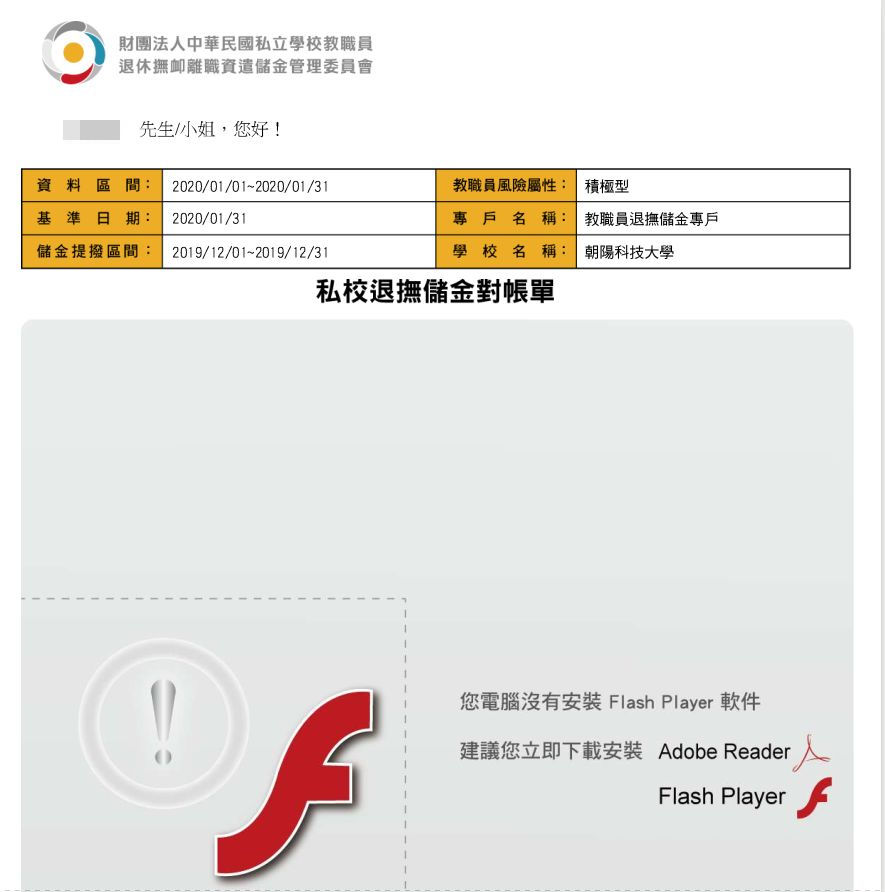 財團法人中華民國私立學校教職員
退休撫卹離職資遣儲金管理委員會
先生/小姐，您好！
資料區間： 2020/01/01~2020/01/31 教職員風險屬性： 積極型
基準日期： 2020/01/31 專戶名稱： 教職員退撫儲金專戶
儲金提撥區間： 2019/12/01~2019/12/31 學校名稱： 朝陽科技大學
私校退撫儲金對帳單
您電腦沒有安裝 Flash Player 軟件
建議您立即下載安裝 Adobe Reader
Flash Player